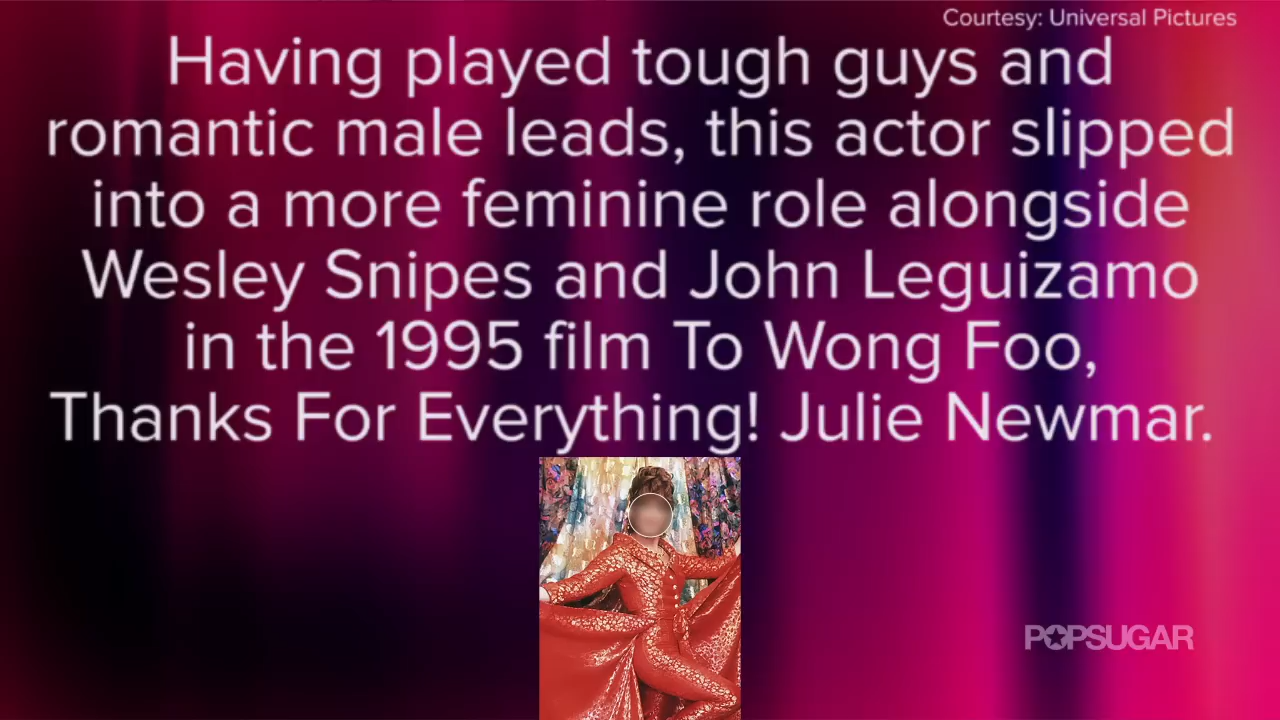 Courtesy: Universal Pictures
Having played tough guys and
romantic male leads, this actor slipped
into a more feminine role alongside
Wesley Snipes and John Leguizamo
in the 1995 film To Wong Foo,
Thanks For Everything! Julie Newmar.
POPSUGAR